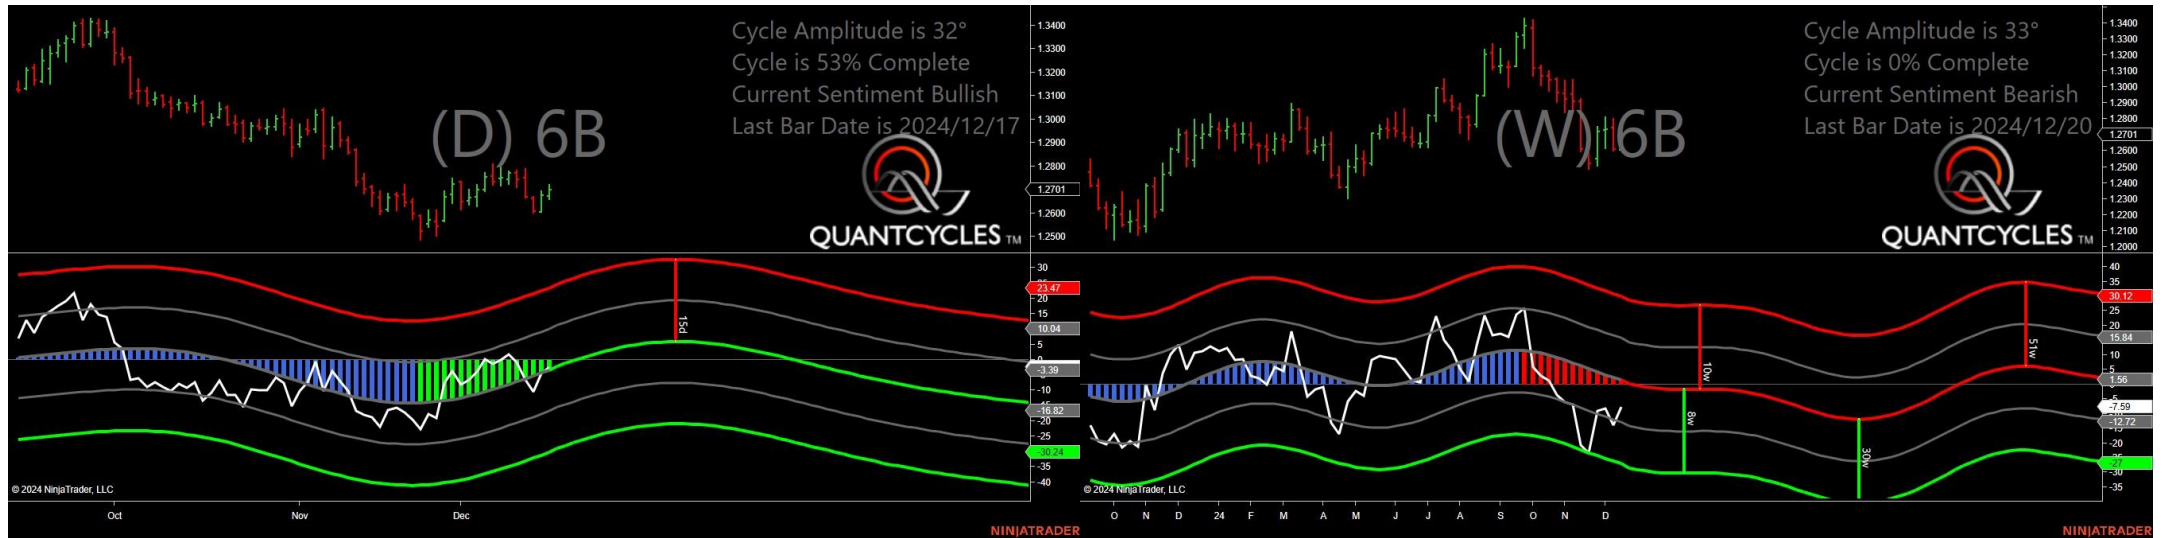 Cycle Amplitude is 32°
Cycle is 53% Complete
Current Sentiment Bullish
Last Bar Date is 2024/12/17
(D) 6B
QUANTCYCLES TM
1.3400
1.3300
1.3200
1.3100
1.3000
1.2900
1.2800
1.2701
1.2600
1.2500
30
23.47
20
15
10.04
5
0
-3.39
-10
-16.82
-20
-25
-30.24
-35
-40
15d
© 2024 NinjaTrader, LLC
Oct
Nov
Dec
NINJATRADER
Cycle Amplitude is 33°
Cycle is 0% Complete
Current Sentiment Bearish
Last Bar Date is 2024/12/20
(W) 6B
QUANTCYCLES TM
1.3400
1.3300
1.3200
1.3100
1.3000
1.2900
1.2800
1.2701
1.2600
1.2500
1.2400
1.2300
1.2200
1.2100
1.2000
40
35
30.12
25
20
15.84
10
5
1.56
-7.59
-12.72
-20
-27
-30
-35
10w
8w
30w
51w
© 2024 NinjaTrader, LLC
O N D 24 F M A M J J A S O N D
NINJATRADER